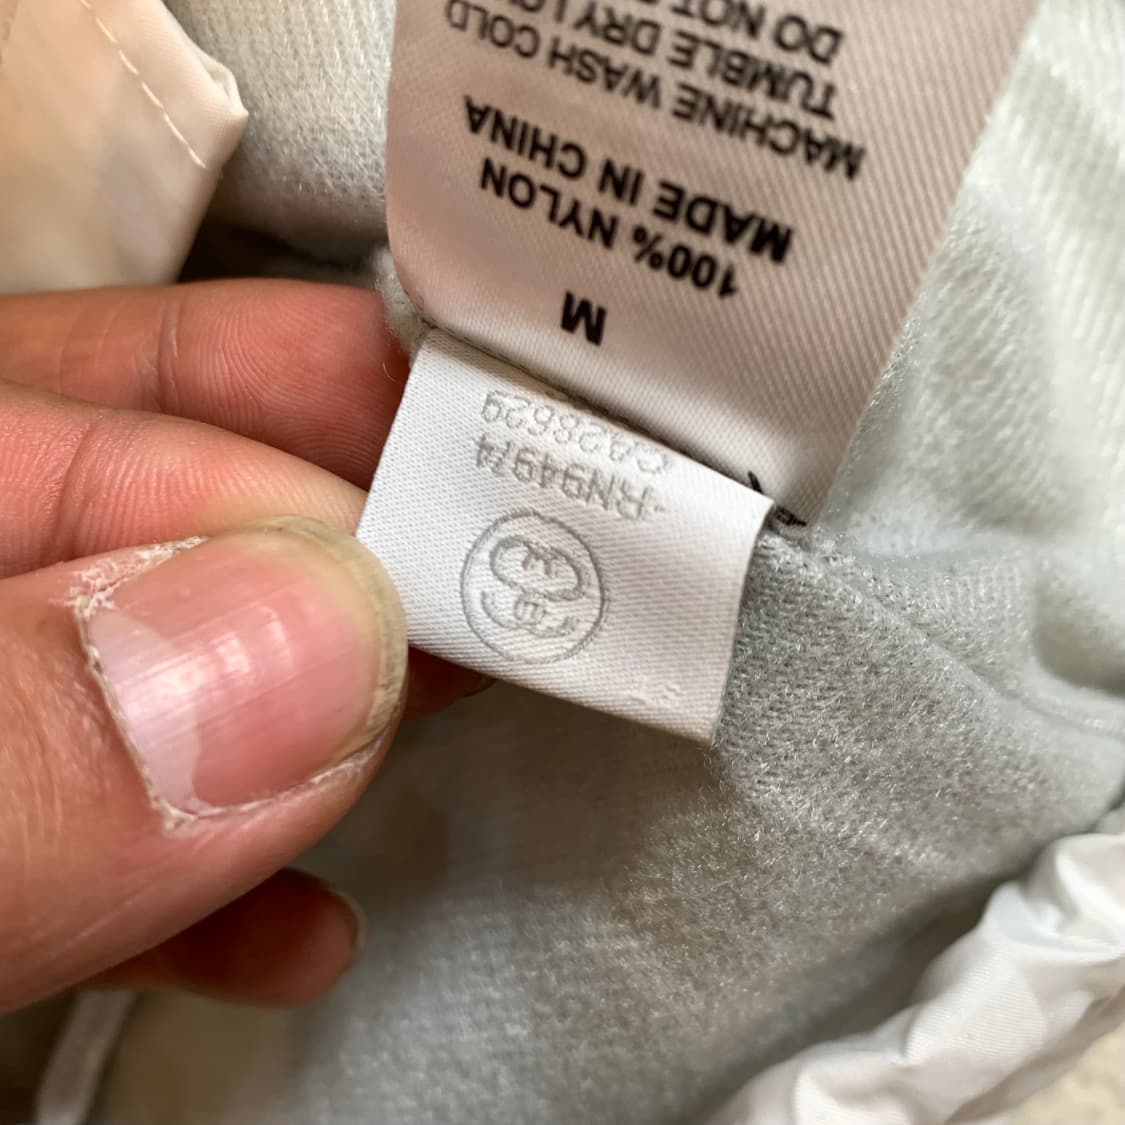 M
100% NYLON
MADE IN CHINA
MACHINE WASH COLD
TUMBLE DRY
DO NOT
RN94974
CA28629